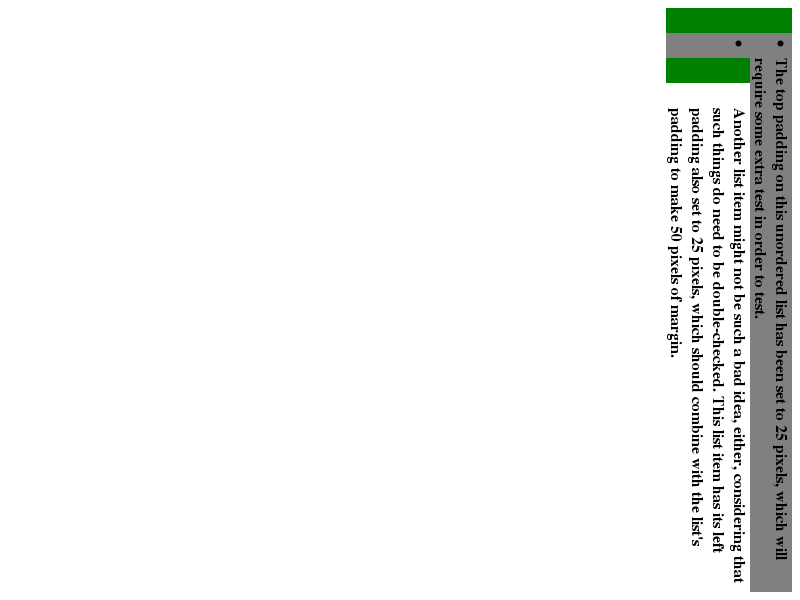 • The top padding on this unordered list has been set to 25 pixels, which will
require some extra test in order to test.
• Another list item might not be such a bad idea, either, considering that
such things do need to be double-checked. This list item has its left
padding also set to 25 pixels, which should combine with the list's
padding to make 50 pixels of margin.